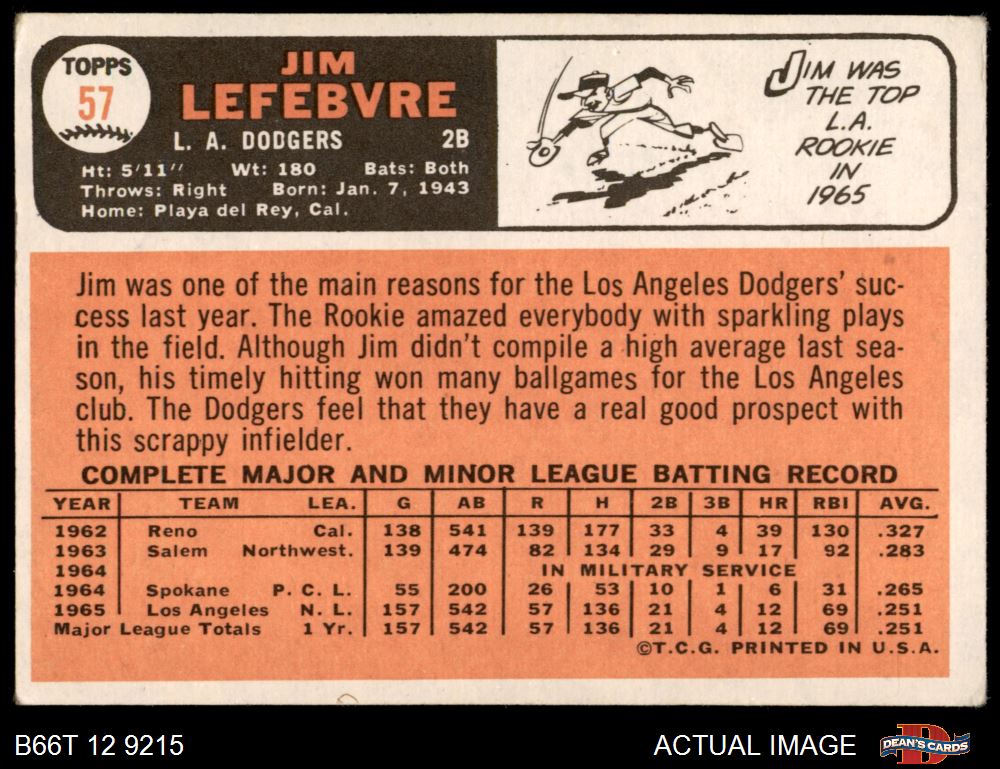 TOPPS
57
JIM
LEFEBVRE
L. A. DODGERS 2B
Ht: 5'11" Wt: 180 Bats: Both
Throws: Right Born: Jan. 7, 1943
Home: Playa del Rey, Cal.
JIM WAS
THE TOP
L.A.
ROOKIE
IN
1965
Jim was one of the main reasons for the Los Angeles Dodgers' suc-
cess last year. The Rookie amazed everybody with sparkling plays
in the field. Although Jim didn't compile a high average last sea-
son, his timely hitting won many ballgames for the Los Angeles
club. The Dodgers feel that they have a real good prospect with
this scrappy infielder.
COMPLETE MAJOR AND MINOR LEAGUE BATTING RECORD
YEAR TEAM LEA. G AB R H 2B 3B HR RBI AVG.
1962 Reno Cal. 138 541 139 177 33 4 39 130 .327
1963 Salem Northwest. 139 474 82 134 29 9 17 92 .283
1964 IN MILITARY SERVICE
1964 Spokane P. C. L. 55 200 26 53 10 1 6 31 .265
1965 Los Angeles N. L. 157 542 57 136 21 4 12 69 .251
Major League Totals 1 Yr. 157 542 57 136 21 4 12 69 .251
©T.C.G. PRINTED IN U.S.A.
B66T 12 9215 ACTUAL IMAGE DEAN'S CARDS